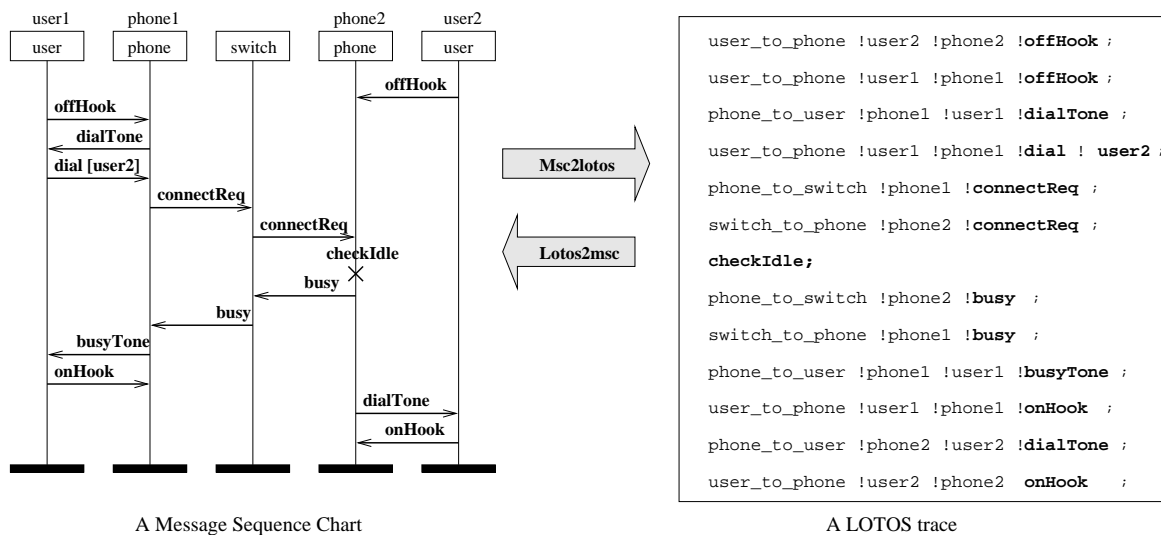 user1 phone1 phone2 user2
user phone switch phone user
offHook
offHook
dialTone
dial [user2]
connectReq
connectReq
checkIdle
busy
busy
busyTone
onHook
dialTone
onHook
A Message Sequence Chart
Msc2lotos
Lotos2msc
user_to_phone !user2 !phone2 !offHook ;
user_to_phone !user1 !phone1 !offHook ;
phone_to_user !phone1 !user1 !dialTone ;
user_to_phone !user1 !phone1 !dial ! user2 ;
phone_to_switch !phone1 !connectReq ;
switch_to_phone !phone2 !connectReq ;
checkIdle;
phone_to_switch !phone2 !busy ;
switch_to_phone !phone1 !busy ;
phone_to_user !phone1 !user1 !busyTone ;
user_to_phone !user1 !phone1 !onHook ;
phone_to_user !phone2 !user2 !dialTone ;
user_to_phone !user2 !phone2 onHook ;
A LOTOS trace